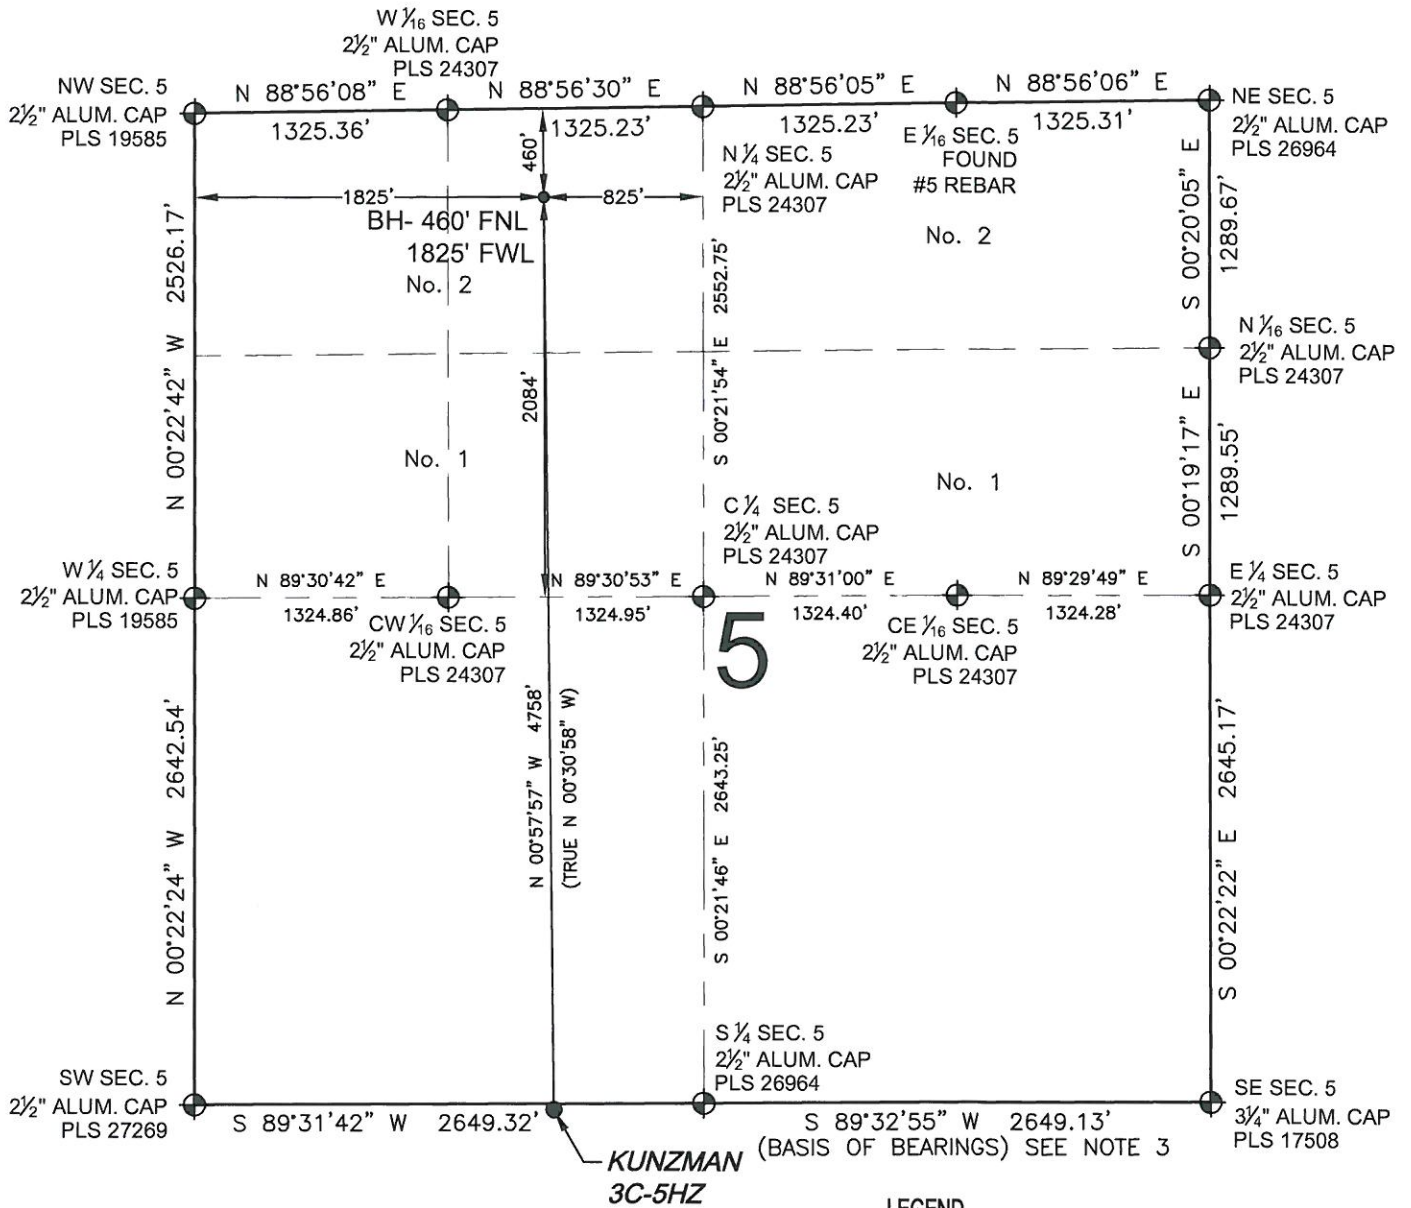 W 1/16 SEC. 5
2½" ALUM. CAP
PLS 24307
NW SEC. 5
2½" ALUM. CAP
PLS 19585
N 88°56'08" E
1325.36'
N 88°56'30" E
1325.23'
N 88°56'05" E
1325.23'
N 88°56'06" E
1325.31'
NE SEC. 5
2½" ALUM. CAP
PLS 26964
E 1/16 SEC. 5
FOUND
#5 REBAR
N ¼ SEC. 5
2½" ALUM. CAP
PLS 24307
460'
1825'
825'
BH- 460' FNL
1825' FWL
No. 2
No. 2
N 00°22'42" W 2526.17'
S 00°21'54" E 2552.75'
S 00°20'05" E
1289.67'
N 1/16 SEC. 5
2½" ALUM. CAP
PLS 24307
2084'
No. 1
No. 1
S 00°19'17" E
1289.55'
C ¼ SEC. 5
2½" ALUM. CAP
PLS 24307
W ¼ SEC. 5
2½" ALUM. CAP
PLS 19585
N 89°30'42" E
1324.86'
N 89°30'53" E
1324.95'
N 89°31'00" E
1324.40'
N 89°29'49" E
1324.28'
E ¼ SEC. 5
2½" ALUM. CAP
PLS 24307
CW 1/16 SEC. 5
2½" ALUM. CAP
PLS 24307
5
CE 1/16 SEC. 5
2½" ALUM. CAP
PLS 24307
N 00°22'24" W 2642.54'
N 00°57'57" W 4758'
(TRUE N 00°30'58" W)
S 00°21'46" E 2643.25'
S 00°22'22" E 2645.17'
S ¼ SEC. 5
2½" ALUM. CAP
PLS 26964
SW SEC. 5
2½" ALUM. CAP
PLS 27269
S 89°31'42" W 2649.32'
S 89°32'55" W 2649.13'
(BASIS OF BEARINGS) SEE NOTE 3
SE SEC. 5
3¼" ALUM. CAP
PLS 17508
KUNZMAN
3C-5HZ
LEGEND